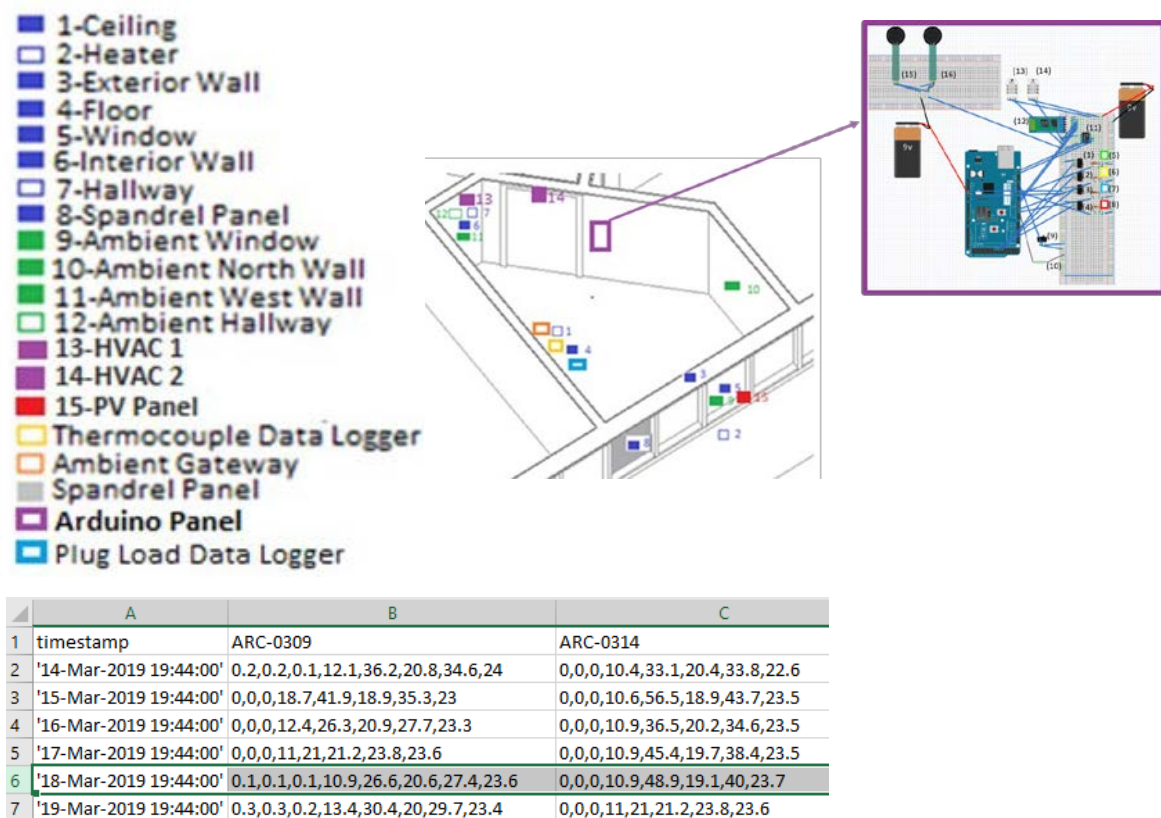 1-Ceiling
2-Heater
3-Exterior Wall
4-Floor
5-Window
6-Interior Wall
7-Hallway
8-Spandrel Panel
9-Ambient Window
10-Ambient North Wall
11-Ambient West Wall
12-Ambient Hallway
13-HVAC 1
14-HVAC 2
15-PV Panel
Thermocouple Data Logger
Ambient Gateway
Spandrel Panel
Arduino Panel
Plug Load Data Logger
13
14
12
7
6
11
10
1
4
3
5
15
2
8
(15)
(16)
(13)
(14)
9v
9v
(12)
(11)
(1)
(5)
(2)
(6)
(7)
(4)
(9)
(10)
A B C
1 timestamp ARC-0309 ARC-0314
2 '14-Mar-2019 19:44:00' 0.2,0.2,0.1,12.1,36.2,20.8,34.6,24 0,0,0,10.4,33.1,20.4,33.8,22.6
3 '15-Mar-2019 19:44:00' 0,0,0,18.7,41.9,18.9,35.3,23 0,0,0,10.6,56.5,18.9,43.7,23.5
4 '16-Mar-2019 19:44:00' 0,0,0,12.4,26.3,20.9,27.7,23.3 0,0,0,10.9,36.5,20.2,34.6,23.5
5 '17-Mar-2019 19:44:00' 0,0,0,11,21,21.2,23.8,23.6 0,0,0,10.9,45.4,19.7,38.4,23.5
6 '18-Mar-2019 19:44:00' 0.1,0.1,0.1,10.9,26.6,20.6,27.4,23.6 0,0,0,10.9,48.9,19.1,40,23.7
7 '19-Mar-2019 19:44:00' 0.3,0.3,0.2,13.4,30.4,20,29.7,23.4 0,0,0,11,21,21.2,23.8,23.6